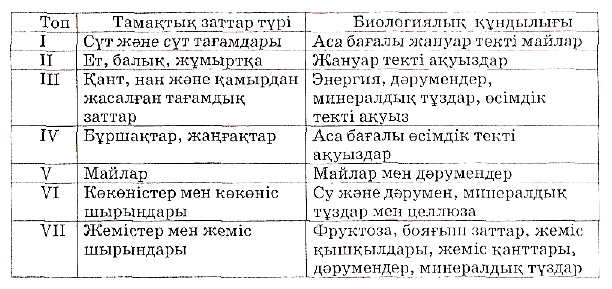 Топ Тамақтық заттар түрі Биологиялық құндылығы
I Сүт және сүт тағамдары Аса бағалы жануар текті майлар
II Ет, балық, жұмыртқа Жануар текті ақуыздар
III Қант, нан және қамырдан Энергия, дәрумендер,
жасалған тағамдық минералдық тұздар, өсімдік
заттар текті ақуыз
IV Бұршақтар, жаңғақтар Аса бағалы өсімдік текті
ақуыздар
V Майлар Майлар мен дәрумендер
VI Көкөністер мен көкөніс Су және дәрумен, минералдық
шырындары тұздар мен целлюза
VII Жемістер мен жеміс Фруктоза, бояғыш заттар, жеміс
шырындары қышқылдары, жеміс қанттары,
дәрумендер, минералдық тұздар